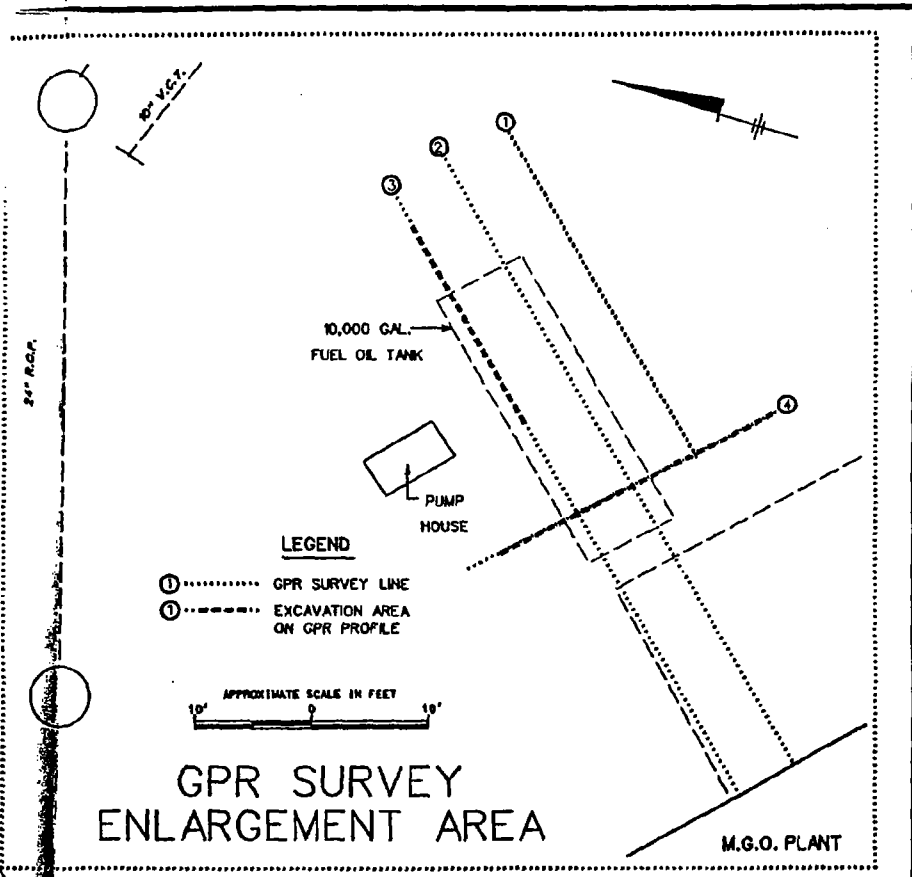 10" V.C.T.
①
②
③
10,000 GAL.
FUEL OIL TANK
24" R.C.P.
④
PUMP
HOUSE
LEGEND
① GPR SURVEY LINE
① EXCAVATION AREA
ON GPR PROFILE
APPROXIMATE SCALE IN FEET
10' 0 10'
GPR SURVEY
ENLARGEMENT AREA
M.G.O. PLANT